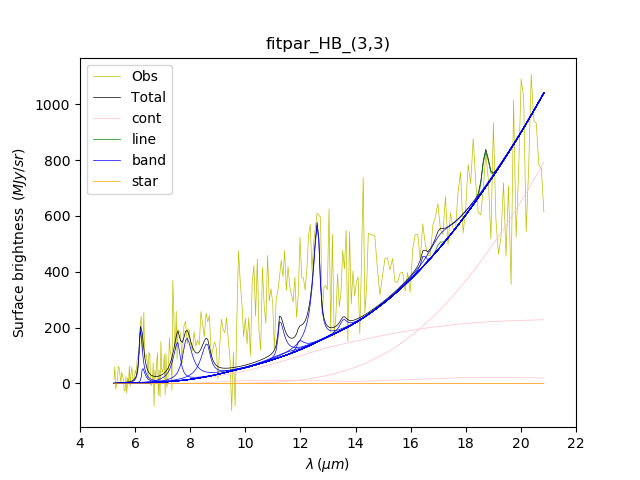 fitpar_HB_(3,3)
Obs
Total
cont
line
band
star
Surface brightness (MJy/sr)
1000
800
600
400
200
0
4 6 8 10 12 14 16 18 20 22
λ (μm)